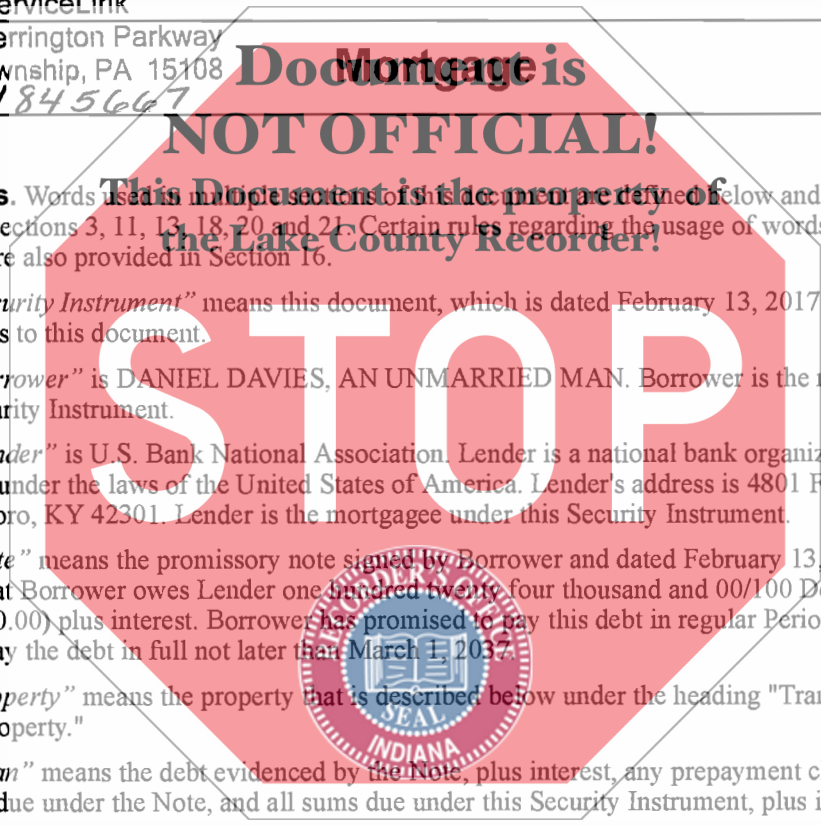 erviceLink
errington Parkway
wnship, PA 15108
845667
Mortgage
Document is
NOT OFFICIAL!
This Document is the property of
the Lake County Recorder!
s. Words used in multiple sections of this document are defined below and
ections 3, 11, 13, 18, 20 and 21. Certain rules regarding the usage of words
re also provided in Section 16.
urity Instrument” means this document, which is dated February 13, 2017
s to this document.
rrower” is DANIEL DAVIES, AN UNMARRIED MAN. Borrower is the
rity Instrument.
nder” is U.S. Bank National Association. Lender is a national bank organiz
under the laws of the United States of America. Lender's address is 4801 F
oro, KY 42301. Lender is the mortgagee under this Security Instrument.
te” means the promissory note signed by Borrower and dated February 13,
at Borrower owes Lender one hundred twenty four thousand and 00/100 D
0.00) plus interest. Borrower has promised to pay this debt in regular Perio
ay the debt in full not later than March 1, 2037.
perty” means the property that is described below under the heading "Tran
operty."
an” means the debt evidenced by the Note, plus interest, any prepayment c
due under the Note, and all sums due under this Security Instrument, plus i
STOP
RECORDER'S OFFICE
SEAL
INDIANA